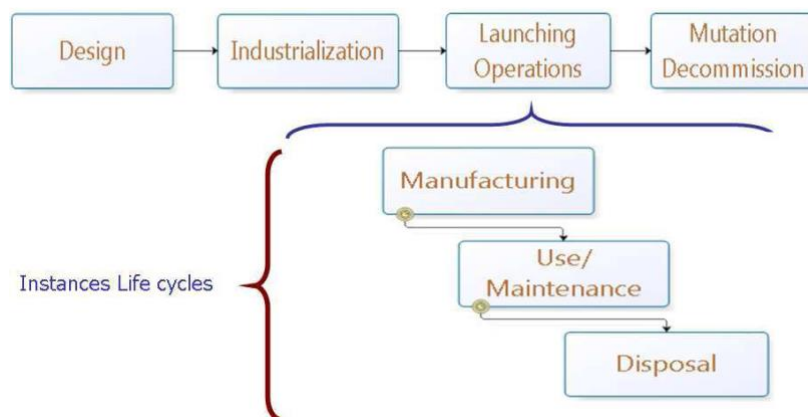 Design
Industrialization
Launching
Operations
Mutation
Decommission
Manufacturing
Use/
Maintenance
Disposal
Instances Life cycles